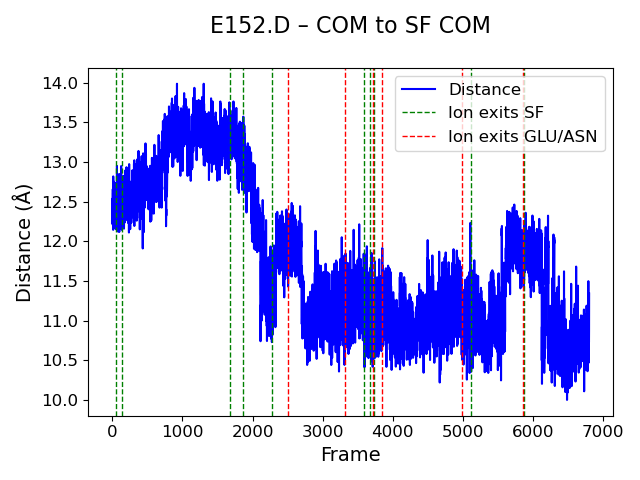 E152.D – COM to SF COM
Distance
Ion exits SF
Ion exits GLU/ASN
14.0
13.5
13.0
12.5
12.0
11.5
11.0
10.5
10.0
Distance (Å)
0 1000 2000 3000 4000 5000 6000 7000
Frame